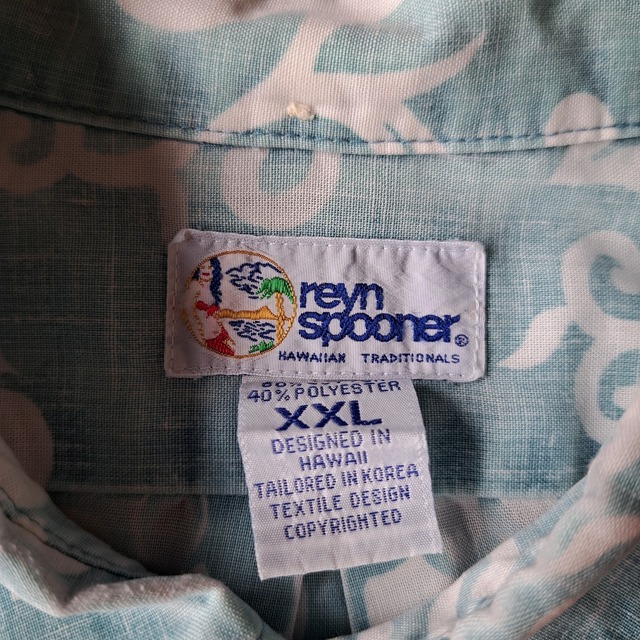 reyn
spooner®
HAWAIIAN TRADITIONALS
40% POLYESTER
XXL
DESIGNED IN
HAWAII
TAILORED IN KOREA
TEXTILE DESIGN
COPYRIGHTED